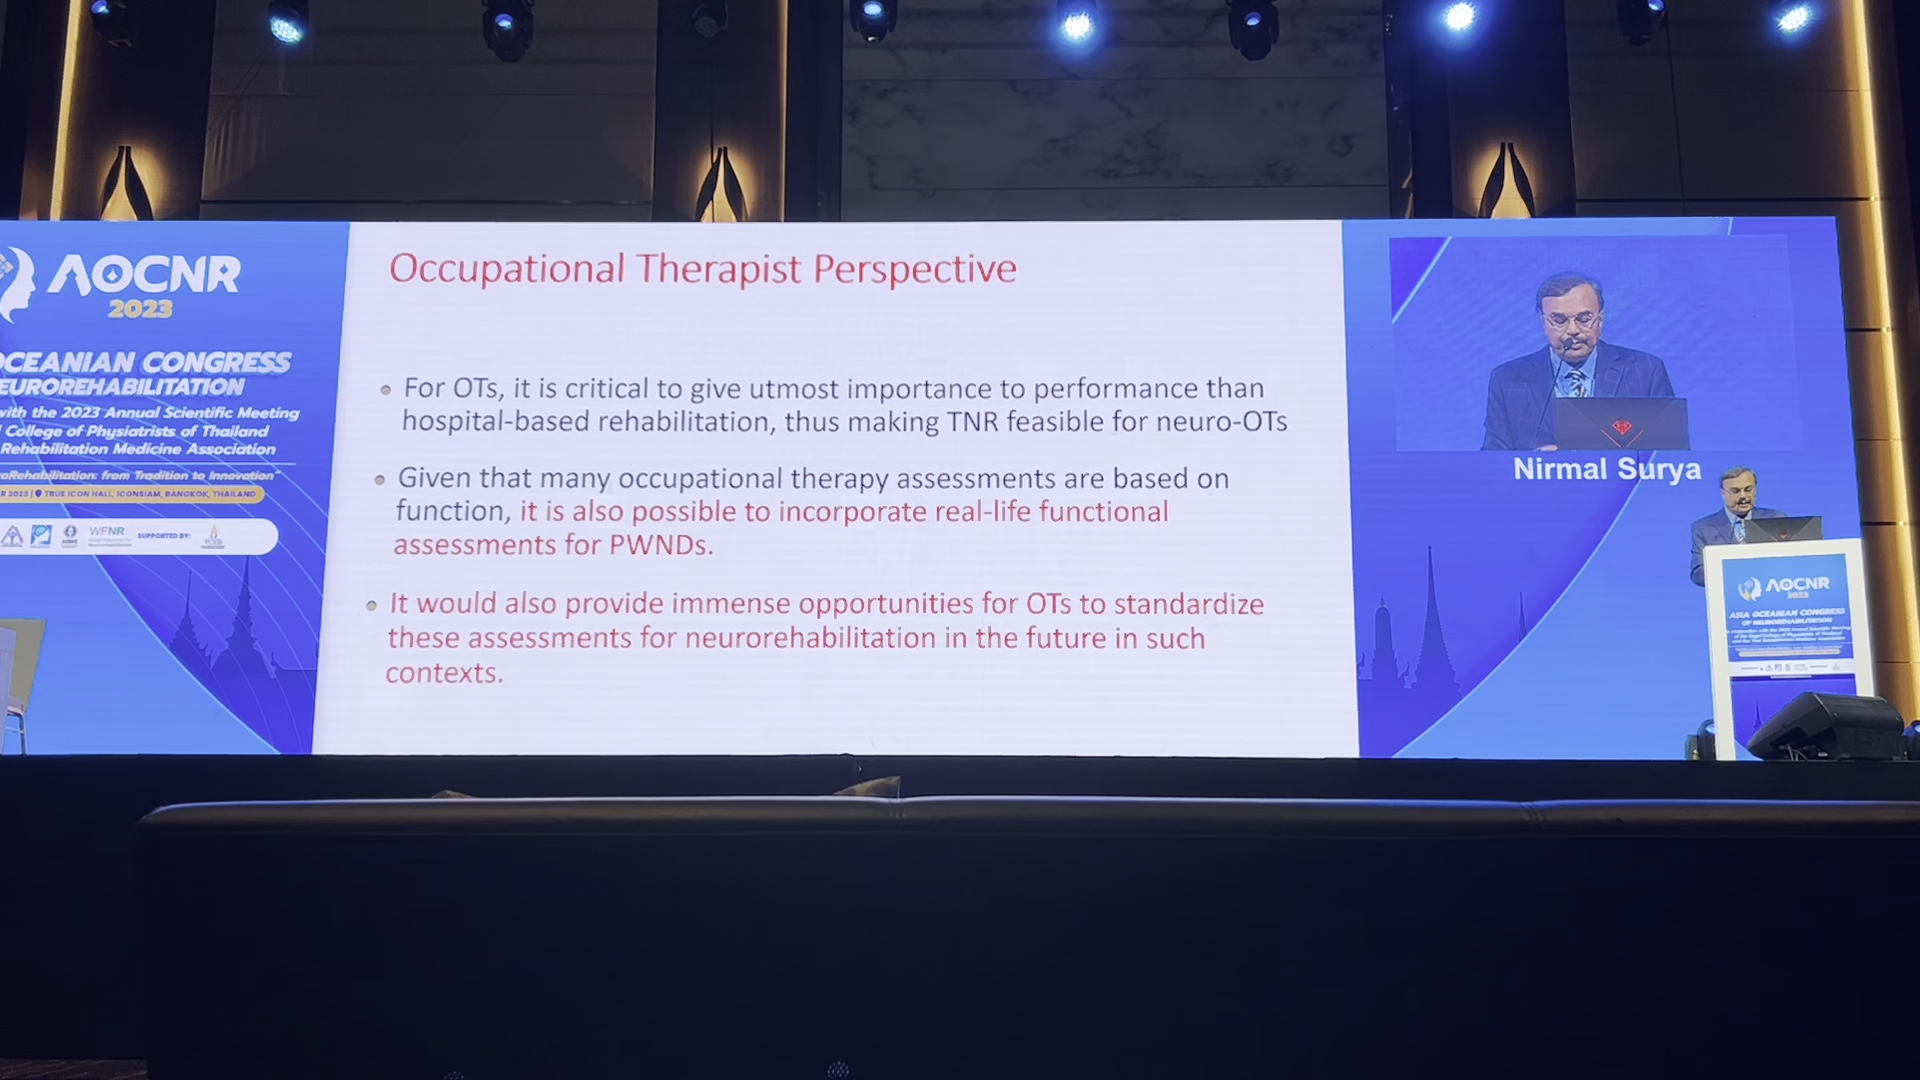 AOCNR
2023
OCEANIAN CONGRESS
EUROREHABILITATION
with the 2023 Annual Scientific Meeting
College of Physiatrists of Thailand
Rehabilitation Medicine Association
roRehabilitation: from Tradition to Innovation"
R 2023 | TRUE ICON HALL, ICONSIAM, BANGKOK, THAILAND
WFNR
SUPPORTED BY:
Occupational Therapist Perspective
For OTs, it is critical to give utmost importance to performance than
hospital-based rehabilitation, thus making TNR feasible for neuro-OTs
Given that many occupational therapy assessments are based on
function, it is also possible to incorporate real-life functional
assessments for PWNDs.
It would also provide immense opportunities for OTs to standardize
these assessments for neurorehabilitation in the future in such
contexts.
Nirmal Surya
AOCNR
2023
ASIA OCEANIAN CONGRESS
OF NEUROREHABILITATION